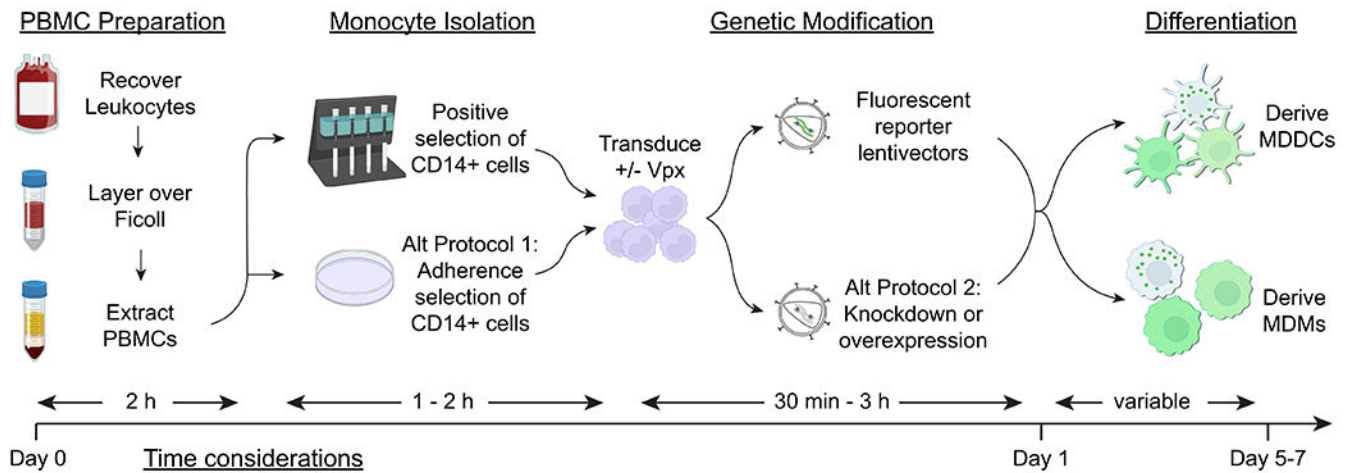 PBMC Preparation
Monocyte Isolation
Genetic Modification
Differentiation
Recover
Leukocytes
Layer over
Ficoll
Extract
PBMCs
Positive
selection of
CD14+ cells
Alt Protocol 1:
Adherence
selection of
CD14+ cells
Transduce
+/- Vpx
Fluorescent
reporter
lentivectors
Alt Protocol 2:
Knockdown or
overexpression
Derive
MDDCs
Derive
MDMs
2 h
1 - 2 h
30 min - 3 h
variable
Day 0
Time considerations
Day 1
Day 5-7